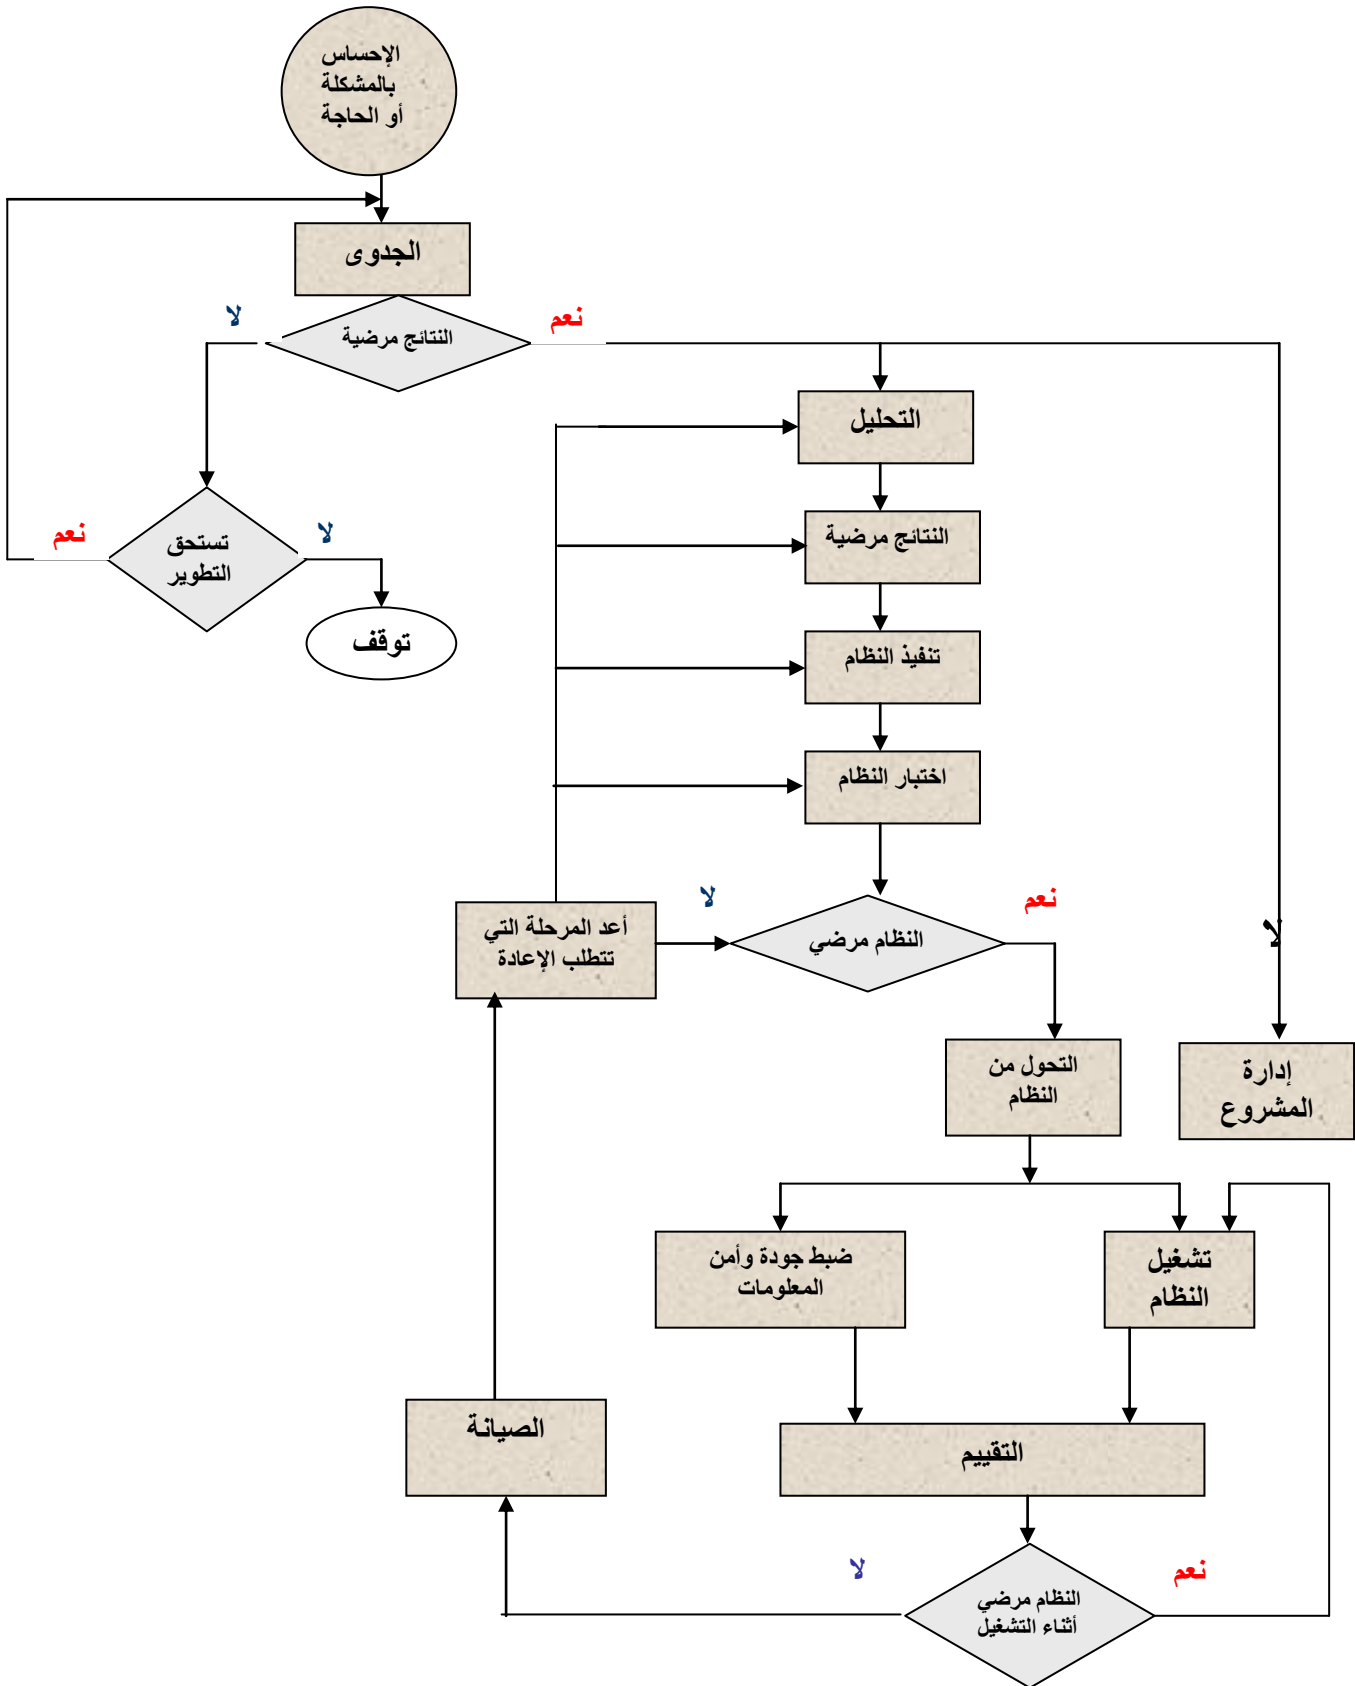 الإحساس
بالمشكلة
أو الحاجة
الجدوى
لا
نعم
النتائج مرضية
التحليل
نعم
تستحق
التطوير
لا
النتائج مرضية
توقف
تنفيذ النظام
اختبار النظام
لا
نعم
أعد المرحلة التي
تتطلب الإعادة
النظام مرضي
لا
التحول من
النظام
إدارة
المشروع
ضبط جودة وأمن
المعلومات
تشغيل
النظام
الصيانة
التقييم
لا
نعم
النظام مرضي
أثناء التشغيل